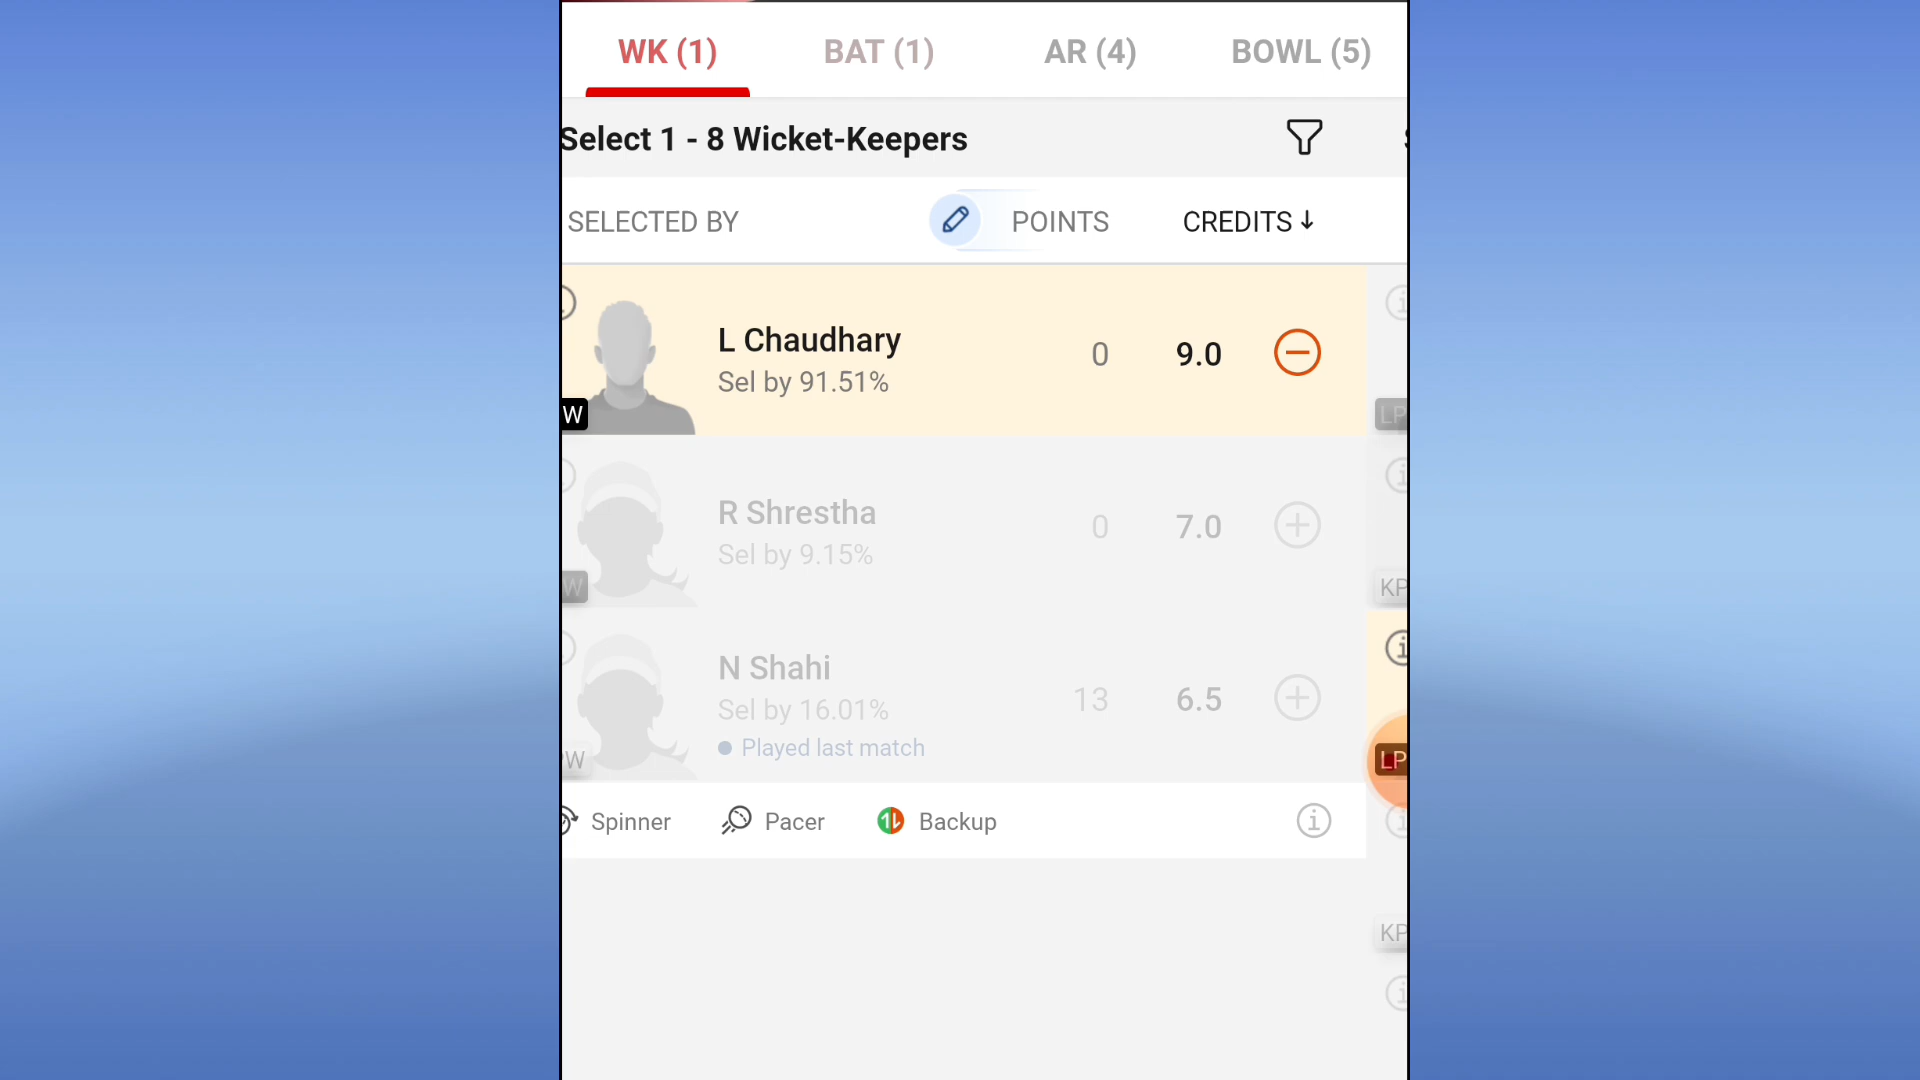 WK (1) BAT (1) AR (4) BOWL (5)
Select 1 - 8 Wicket-Keepers
SELECTED BY POINTS CREDITS ↓
L Chaudhary
Sel by 91.51%
0 9.0
W
LP
R Shrestha
Sel by 9.15%
0 7.0
W
KP
N Shahi
Sel by 16.01%
13 6.5
Played last match
W
LP
Spinner Pacer Backup
KP